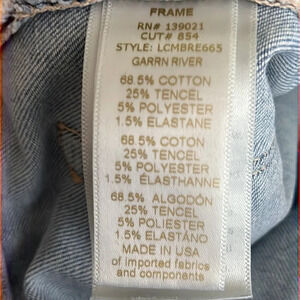 FRAME
RN# 139021
CUT# 854
STYLE: LCMBRE665
GARRN RIVER
68.5% COTTON
25% TENCEL
5% POLYESTER
1.5% ELASTANE
68.5% COTON
25% TENCEL
5% POLYESTER
1.5% ÉLASTHANNE
68.5% ALGODÓN
25% TENCEL
5% POLIESTER
1.5% ELASTÁNO
MADE IN USA
of imported fabrics
and components